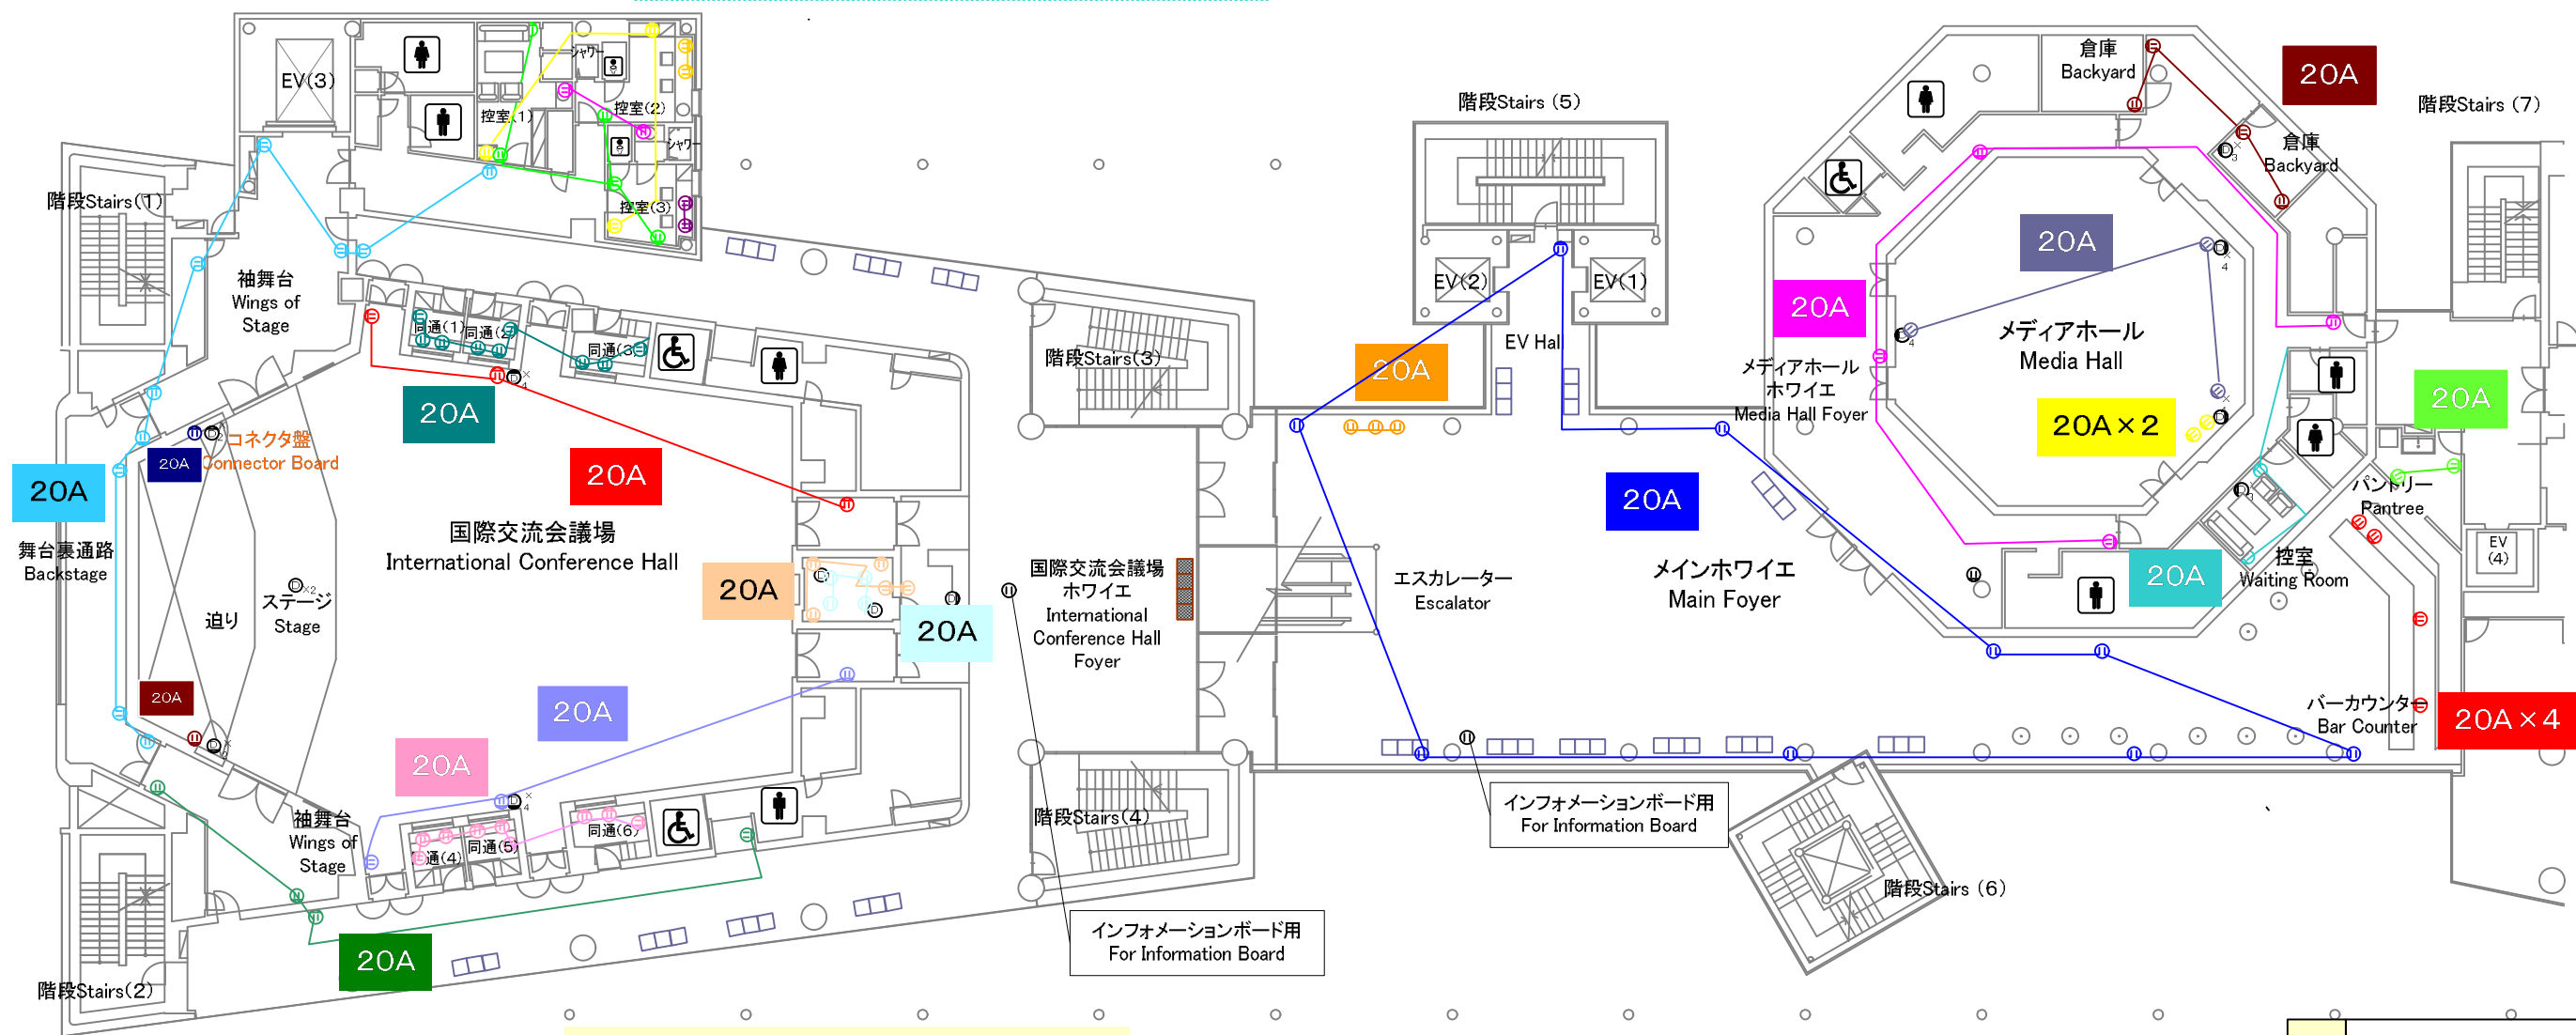 EV(3)
シャワー
控室(1)
控室(2)
シャワー
控室(3)
階段Stairs(1)
袖舞台
Wings of
Stage
同通(1)
同通(2)
同通(3)
20A
20A
コネクタ盤
Connector Board
20A
20A
舞台裏通路
Backstage
迫り
ステージ
Stage
国際交流会議場
International Conference Hall
20A
20A
20A
20A
20A
袖舞台
Wings of
Stage
同通(4)
同通(5)
同通(6)
20A
階段Stairs(2)
階段Stairs(3)
国際交流会議場
ホワイエ
International
Conference Hall
Foyer
階段Stairs(4)
インフォメーションボード用
For Information Board
階段Stairs (5)
EV(2)
EV(1)
EV Hal
20A
エスカレーター
Escalator
20A
メインホワイエ
Main Foyer
インフォメーションボード用
For Information Board
階段Stairs (6)
倉庫
Backyard
20A
倉庫
Backyard
階段Stairs (7)
20A
20A
メディアホール
Media Hall
メディアホール
ホワイエ
Media Hall Foyer
20A×2
20A
パントリー
Pantree
20A
控室
Waiting Room
EV
(4)
バーカウンター
Bar Counter
20A×4